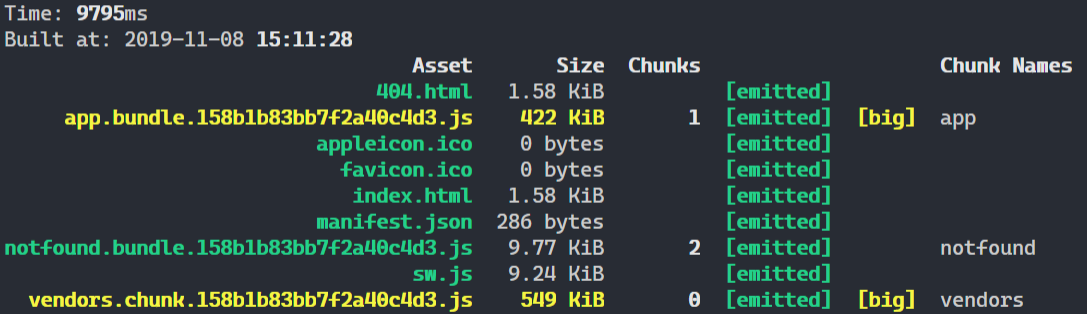 Time: 9795ms
Built at: 2019-11-08 15:11:28
Asset Size Chunks Chunk Names
404.html 1.58 KiB [emitted]
app.bundle.158b1b83bb7f2a40c4d3.js 422 KiB 1 [emitted] [big] app
appleicon.ico 0 bytes [emitted]
favicon.ico 0 bytes [emitted]
index.html 1.58 KiB [emitted]
manifest.json 286 bytes [emitted]
notfound.bundle.158b1b83bb7f2a40c4d3.js 9.77 KiB 2 [emitted] notfound
sw.js 9.24 KiB [emitted]
vendors.chunk.158b1b83bb7f2a40c4d3.js 549 KiB 0 [emitted] [big] vendors